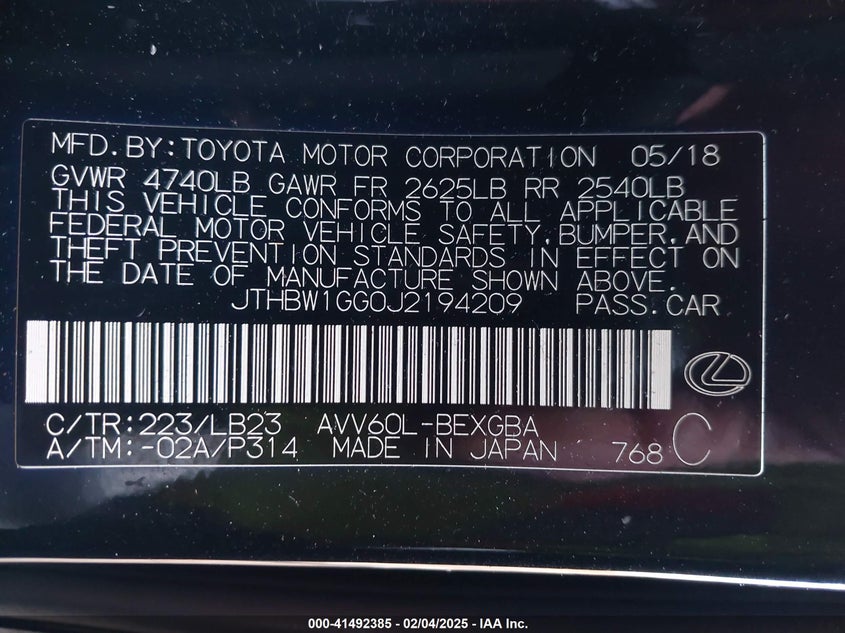 MFD.BY:TOYOTA MOTOR CORPORATION 05/18
GVWR 4740LB GAWR FR 2625LB RR 2540LB
THIS VEHICLE CONFORMS TO ALL APPLICABLE
FEDERAL MOTOR VEHICLE SAFETY,BUMPER,AND
THEFT PREVENTION STANDARDS IN EFFECT ON
THE DATE OF MANUFACTURE SHOWN ABOVE.
JTHBW1GG0J2194209 PASS.CAR
C/TR:223/LB23 AVV60L-BEXGBA
A/TM:-02A/P314 MADE IN JAPAN 768 C
000-41492385 - 02/04/2025 - IAA Inc.